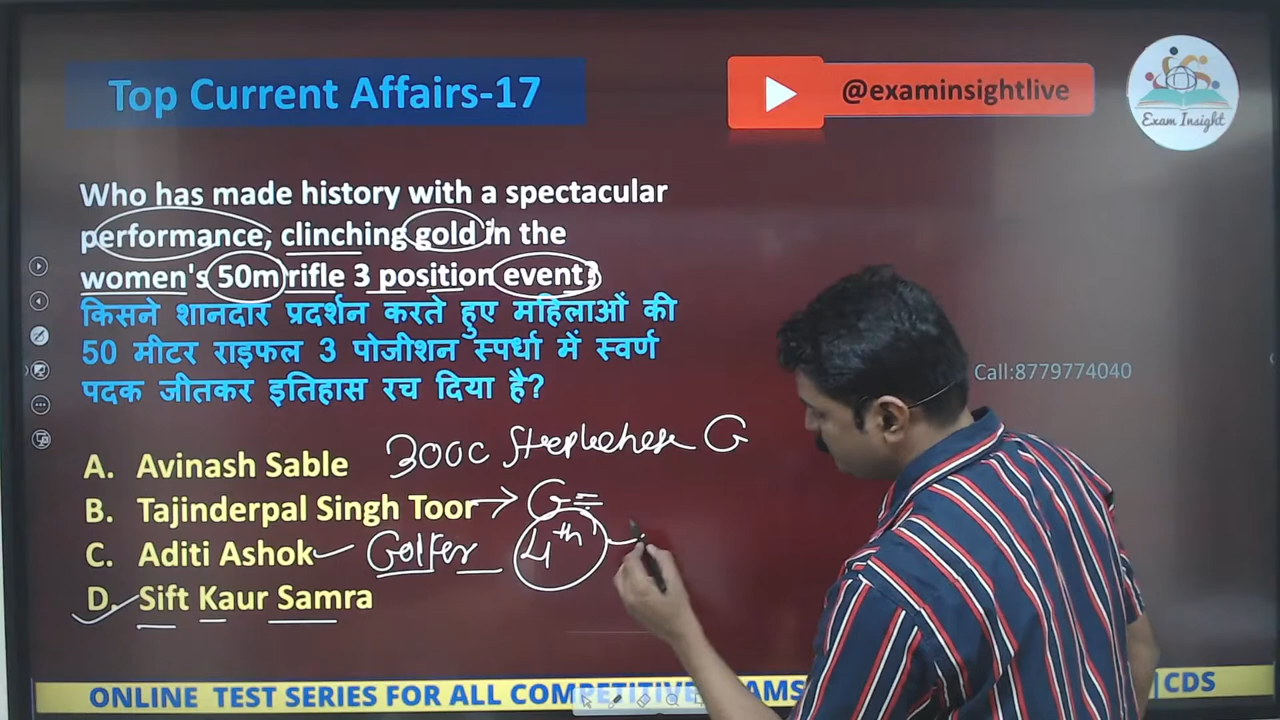 Top Current Affairs-17
@examinsightlive
Exam Insight
Who has made history with a spectacular
performance, clinching gold in the
women's 50m rifle 3 position event?
किसने शानदार प्रदर्शन करते हुए महिलाओं की
50 मीटर राइफल 3 पोजीशन स्पर्धा में स्वर्ण
पदक जीतकर इतिहास रच दिया है?
Call:8779774040
A. Avinash Sable 3000 Steeplechase G
B. Tajinderpal Singh Toor → G
C. Aditi Ashok Golfer 4th
D. Sift Kaur Samra
ONLINE TEST SERIES FOR ALL COMPETITIVE EXAMS |CDS